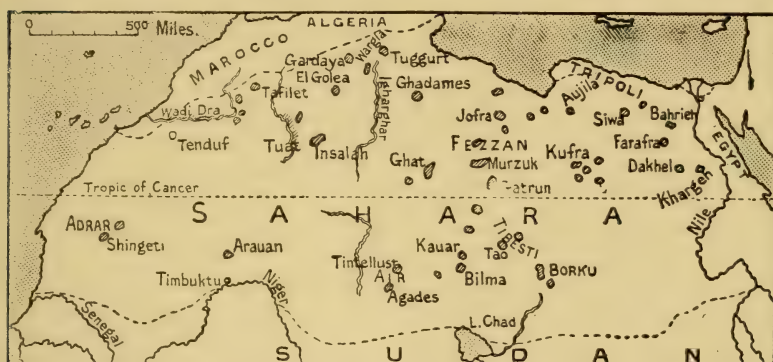 0 500 Miles.
ALGERIA
MAROCCO
Gardaya
Wargla
Tuggurt
El Golea
Igharghar
Ghadames
TRIPOLI
Tafilet
Wadi Dra
Jofra
Aujila
Siwa
Bahrieh
Tenduf
Tuat
Insalah
FEZZAN
Farafra
EGYPT
Ghat
Murzuk
Kufra
Dakhel
Khargeh
Tropic of Cancer
SAHARA
Nile
ADRAR
Shingeti
Arauan
Kauar
Tao
TIBESTI
Tintellust
AIR
Bilma
BORKU
Timbuktu
Niger
Agades
Senegal
L. Chad
SUDAN